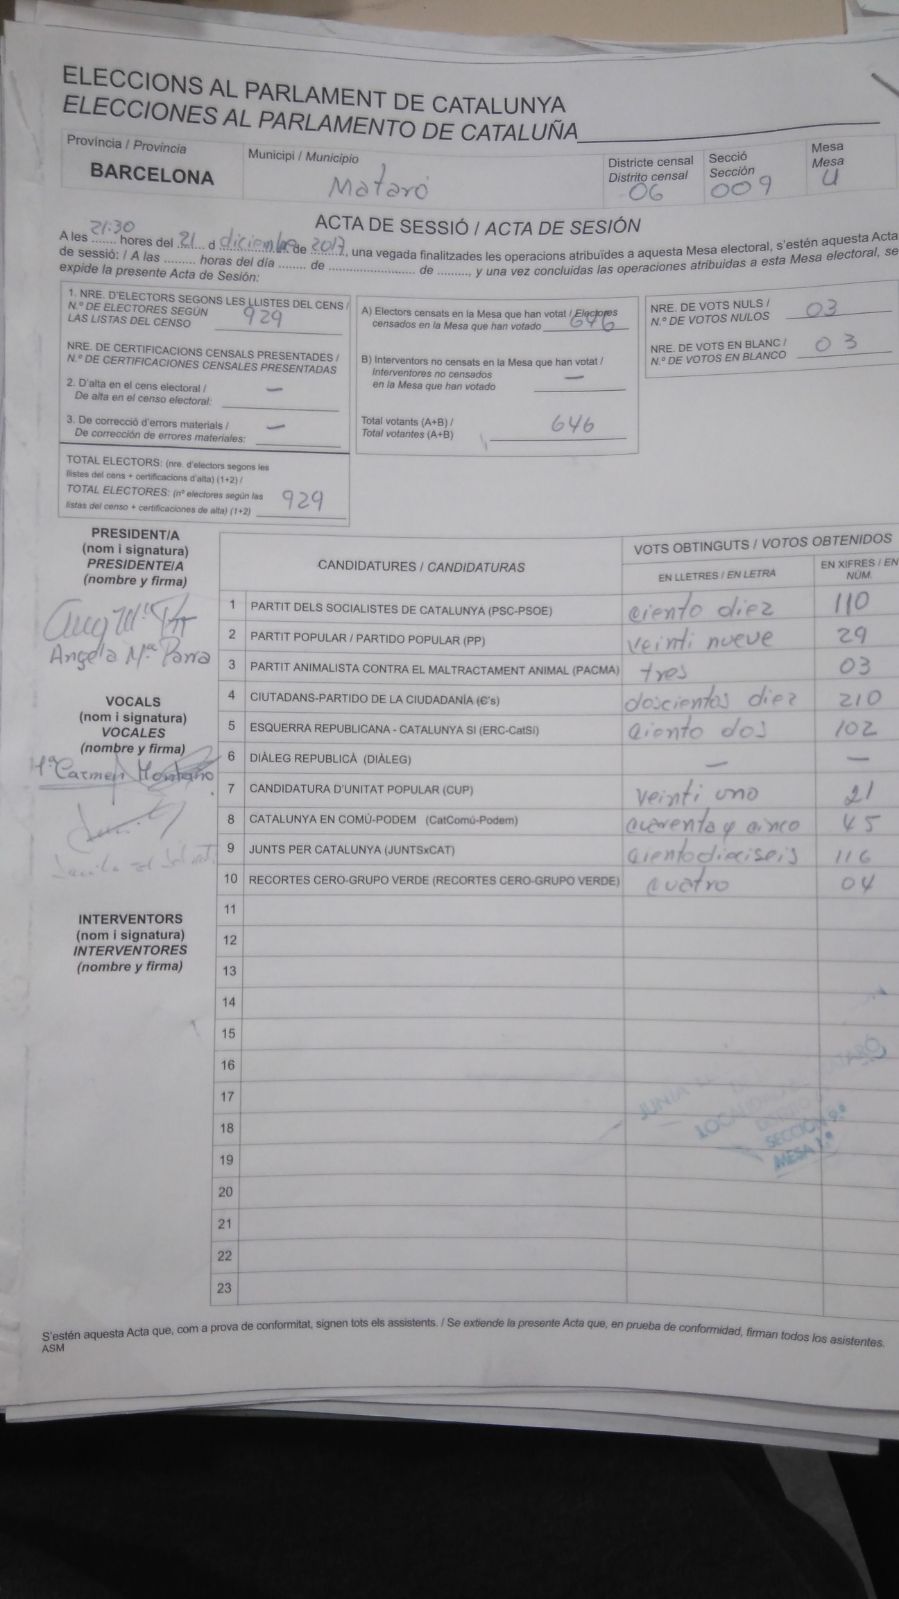 ELECCIONS AL PARLAMENT DE CATALUNYA
ELECCIONES AL PARLAMENTO DE CATALUÑA
Província / Provincia
BARCELONA
Municipi / Municipio
Mataró
Districte censal
Distrito censal
06
Secció
Sección
009
Mesa
Mesa
U
ACTA DE SESSIÓ / ACTA DE SESIÓN
A les 21:30 hores del 21 d diciembre de 2017, una vegada finalitzades les operacions atribuïdes a aquesta Mesa electoral, s'estén aquesta Acta
de sessió: / A las ......... horas del día ........ de ......................... de .........., y una vez concluidas las operaciones atribuidas a esta Mesa electoral, se
expide la presente Acta de Sesión:
1. NRE. D'ELECTORS SEGONS LES LLISTES DEL CENS /
N.º DE ELECTORES SEGÚN
LAS LISTAS DEL CENSO 929
NRE. DE CERTIFICACIONS CENSALS PRESENTADES /
N.º DE CERTIFICACIONES CENSALES PRESENTADAS
2. D'alta en el cens electoral /
De alta en el censo electoral: —
3. De correcció d'errors materials /
De corrección de errores materiales: —
TOTAL ELECTORS: (nre. d'electors segons les
llistes del cens + certificacions d'alta) (1+2) /
TOTAL ELECTORES: (nº electores según las
listas del censo + certificaciones de alta) (1+2) 929
A) Electors censats en la Mesa que han votat / Electores
censados en la Mesa que han votado 646
B) Interventors no censats en la Mesa que han votat /
Interventores no censados
en la Mesa que han votado —
Total votants (A+B) /
Total votantes (A+B) 646
NRE. DE VOTS NULS /
N.º DE VOTOS NULOS 03
NRE. DE VOTS EN BLANC /
N.º DE VOTOS EN BLANCO 03
PRESIDENT/A
(nom i signatura)
PRESIDENTE/A
(nombre y firma)
Angela Mª Parra
VOCALS
(nom i signatura)
VOCALES
(nombre y firma)
Mª Carmen Montaño
INTERVENTORS
(nom i signatura)
INTERVENTORES
(nombre y firma)
CANDIDATURES / CANDIDATURAS
VOTS OBTINGUTS / VOTOS OBTENIDOS
EN LLETRES / EN LETRA
EN XIFRES / EN
NÚM.
1 PARTIT DELS SOCIALISTES DE CATALUNYA (PSC-PSOE) ciento diez 110
2 PARTIT POPULAR / PARTIDO POPULAR (PP) veinti nueve 29
3 PARTIT ANIMALISTA CONTRA EL MALTRACTAMENT ANIMAL (PACMA) tres 03
4 CIUTADANS-PARTIDO DE LA CIUDADANÍA (C's) doscientos diez 210
5 ESQUERRA REPUBLICANA - CATALUNYA SI (ERC-CatSí) ciento dos 102
6 DIÀLEG REPUBLICÀ (DIÀLEG) — —
7 CANDIDATURA D'UNITAT POPULAR (CUP) veinti uno 21
8 CATALUNYA EN COMÚ-PODEM (CatComú-Podem) cuarenta y cinco 45
9 JUNTS PER CATALUNYA (JUNTSxCAT) cientodieciseis 116
10 RECORTES CERO-GRUPO VERDE (RECORTES CERO-GRUPO VERDE) cuatro 04
11
12
13
14
15
16
17
18
19
20
21
22
23
JUNTA
MATARÓ
SECCIÓN 9.ª
MESA 1.ª
S'estén aquesta Acta que, com a prova de conformitat, signen tots els assistents. / Se extiende la presente Acta que, en prueba de conformidad, firman todos los asistentes.
ASM